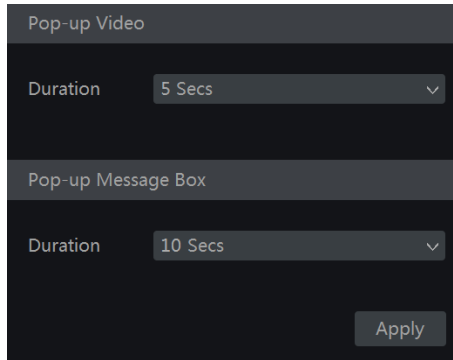 Pop-up Video
Duration 5 Secs
Pop-up Message Box
Duration 10 Secs
Apply